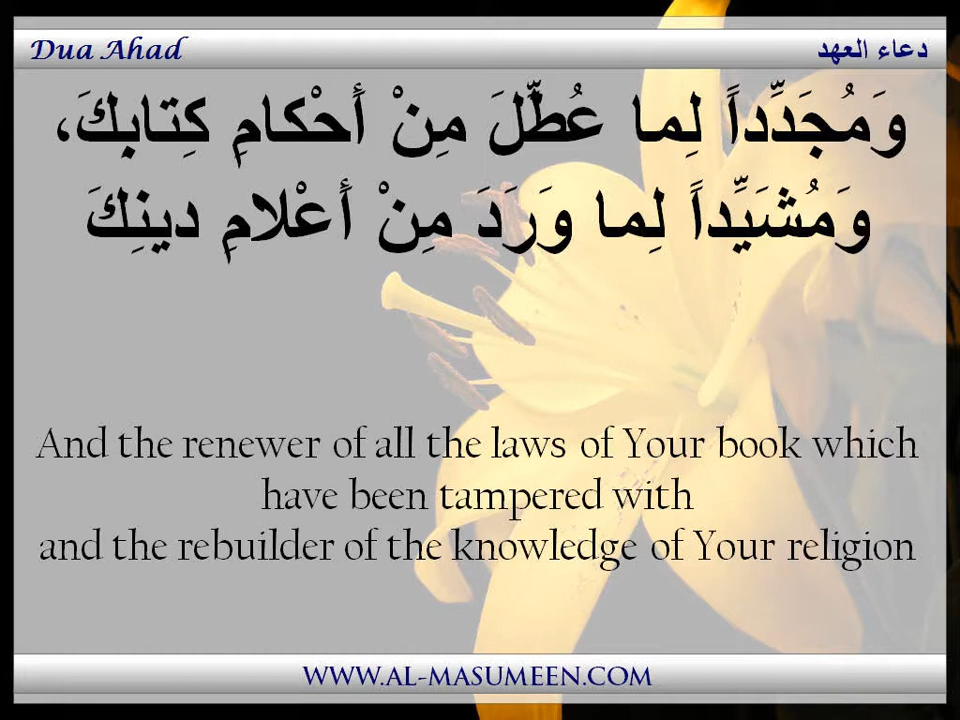 Dua Ahad
دعاء العهد
وَمُجَدِّداً لِما عُطِّلَ مِنْ أَحْكامِ كِتابِكَ،
وَمُشَيِّداً لِما وَرَدَ مِنْ أَعْلامِ دينِكَ
And the renewer of all the laws of Your book which
have been tampered with
and the rebuilder of the knowledge of Your religion
WWW.AL-MASUMEEN.COM